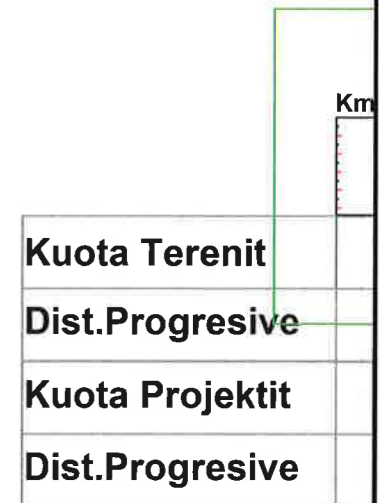 Km
Kuota Terenit
Dist.Progresive
Kuota Projektit
Dist.Progresive